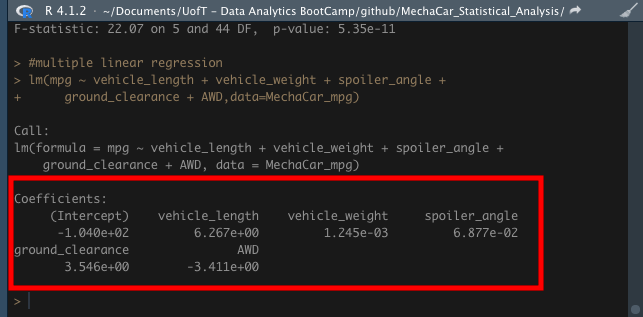 R 4.1.2 · ~/Documents/UofT - Data Analytics BootCamp/github/MechaCar_Statistical_Analysis/
F-statistic: 22.07 on 5 and 44 DF,  p-value: 5.35e-11
> #multiple linear regression
> lm(mpg ~ vehicle_length + vehicle_weight + spoiler_angle +
+      ground_clearance + AWD,data=MechaCar_mpg)
Call:
lm(formula = mpg ~ vehicle_length + vehicle_weight + spoiler_angle +
    ground_clearance + AWD, data = MechaCar_mpg)
Coefficients:
     (Intercept)    vehicle_length    vehicle_weight     spoiler_angle
      -1.040e+02         6.267e+00         1.245e-03         6.877e-02
ground_clearance               AWD
       3.546e+00        -3.411e+00
>